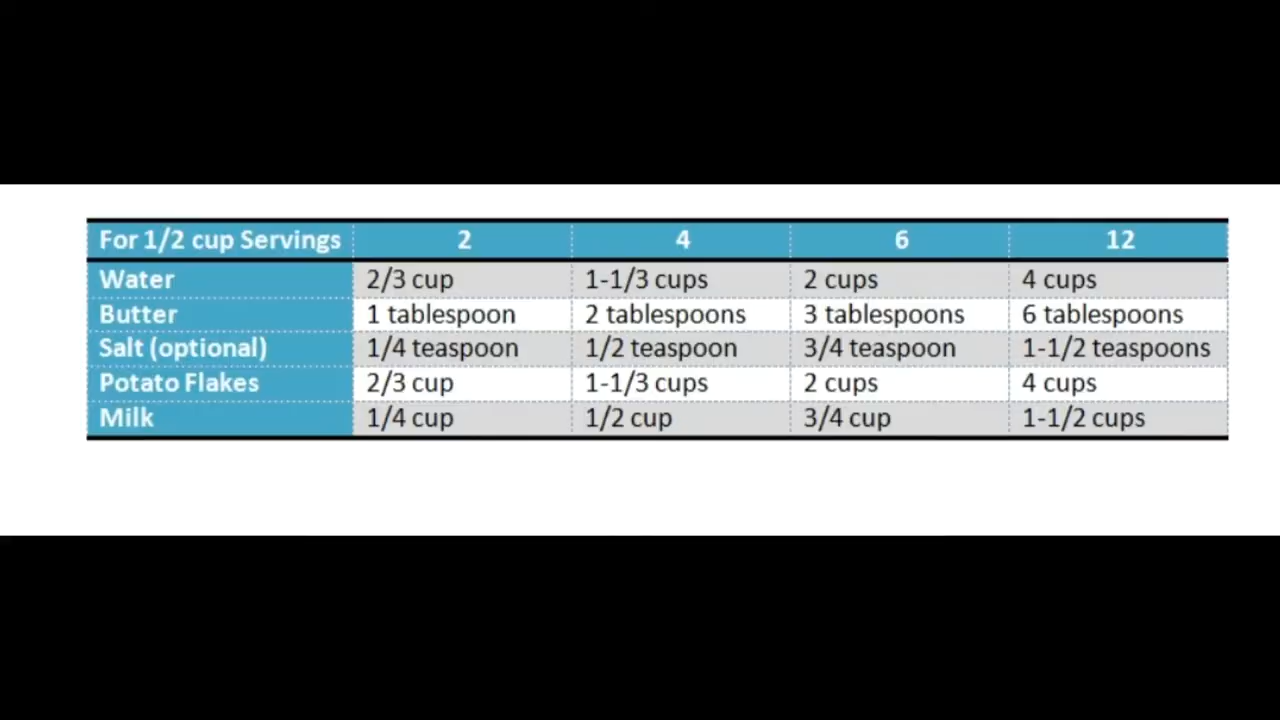 For 1/2 cup Servings 2 4 6 12
Water 2/3 cup 1-1/3 cups 2 cups 4 cups
Butter 1 tablespoon 2 tablespoons 3 tablespoons 6 tablespoons
Salt (optional) 1/4 teaspoon 1/2 teaspoon 3/4 teaspoon 1-1/2 teaspoons
Potato Flakes 2/3 cup 1-1/3 cups 2 cups 4 cups
Milk 1/4 cup 1/2 cup 3/4 cup 1-1/2 cups